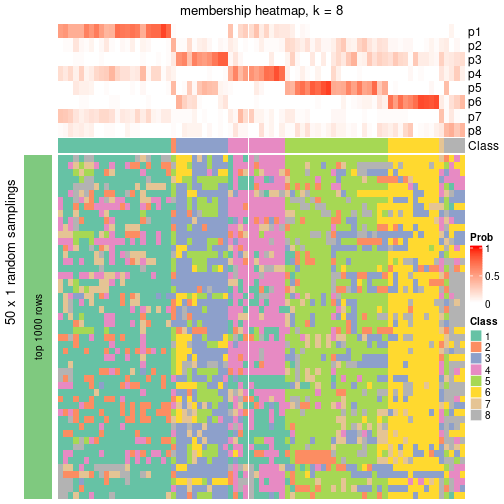 membership heatmap, k = 8
p1
p2
p3
p4
p5
p6
p7
p8
Class
50 x 1 random samplings
top 1000 rows
Prob
1
0.5
0
Class
1
2
3
4
5
6
7
8